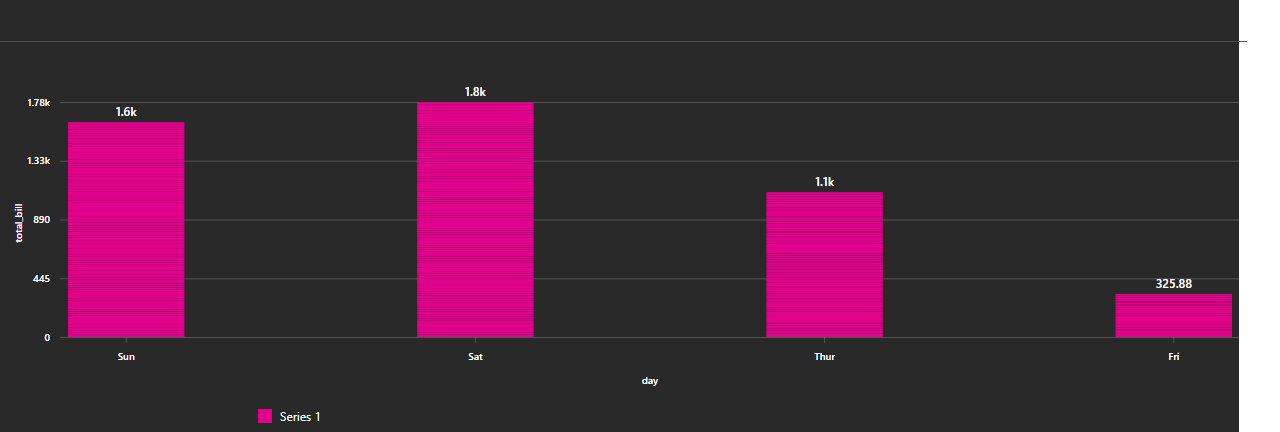 1.8k
1.78k
1.6k
1.33k
1.1k
890
total_bill
445
325.88
0
Sun
Sat
Thur
Fri
day
Series 1